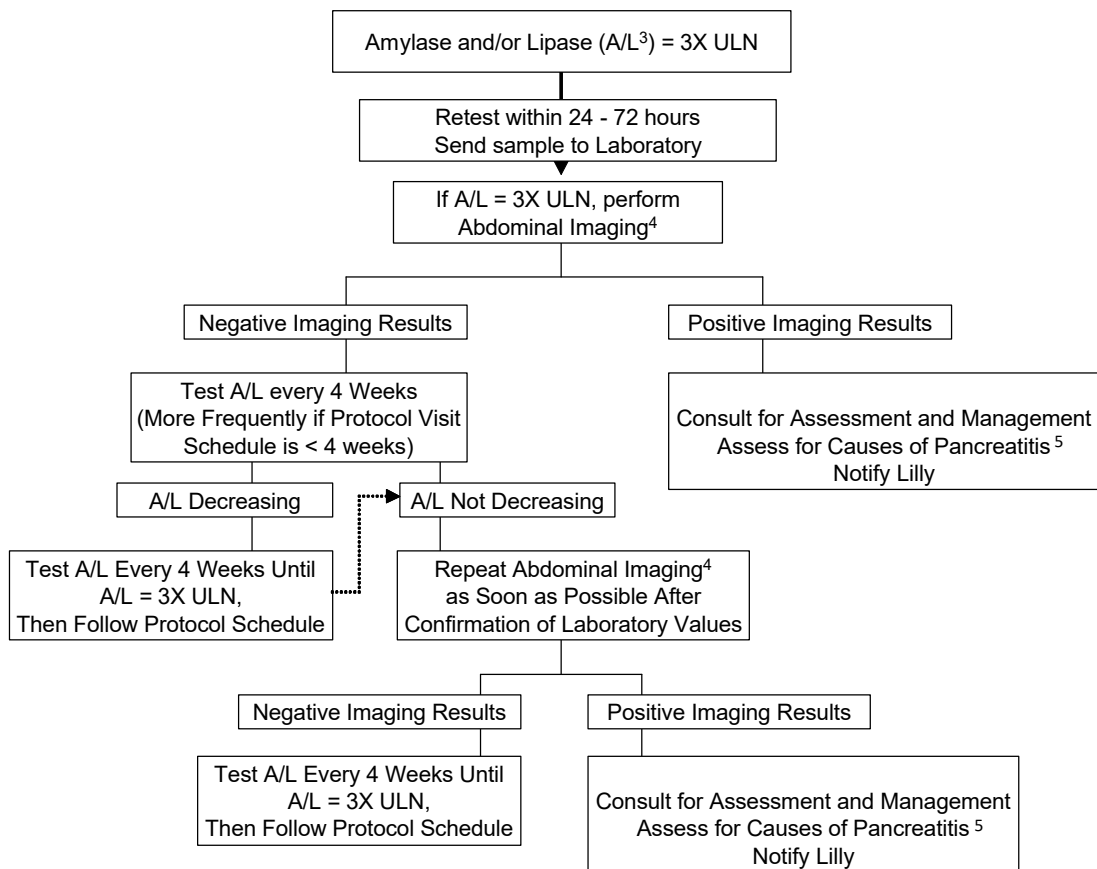 Amylase and/or Lipase (A/L³) = 3X ULN
Retest within 24 - 72 hours
Send sample to Laboratory
If A/L = 3X ULN, perform
Abdominal Imaging⁴
Negative Imaging Results
Positive Imaging Results
Test A/L every 4 Weeks
(More Frequently if Protocol Visit
Schedule is < 4 weeks)
Consult for Assessment and Management
Assess for Causes of Pancreatitis ⁵
Notify Lilly
A/L Decreasing
A/L Not Decreasing
Test A/L Every 4 Weeks Until
A/L = 3X ULN,
Then Follow Protocol Schedule
Repeat Abdominal Imaging⁴
as Soon as Possible After
Confirmation of Laboratory Values
Negative Imaging Results
Positive Imaging Results
Test A/L Every 4 Weeks Until
A/L = 3X ULN,
Then Follow Protocol Schedule
Consult for Assessment and Management
Assess for Causes of Pancreatitis ⁵
Notify Lilly